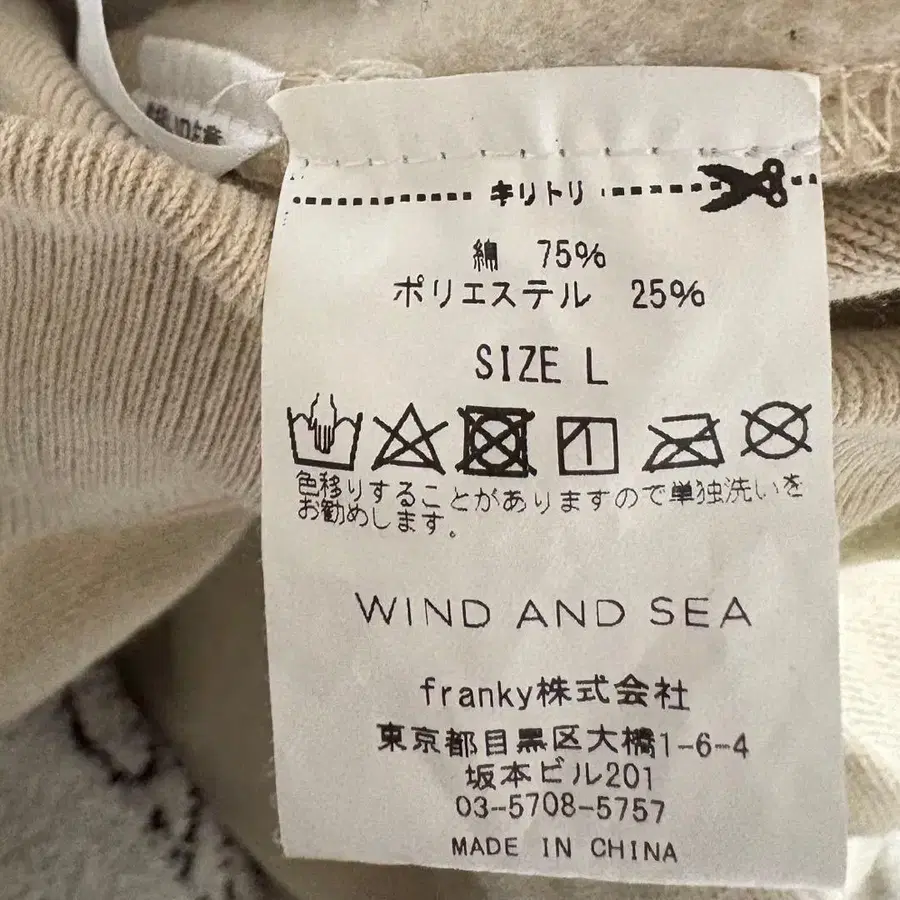 キリトリ
綿 75%
ポリエステル 25%
SIZE L
色移りすることがありますので単独洗いを
お勧めします。
WIND AND SEA
franky株式会社
東京都目黒区大橋1-6-4
坂本ビル201
03-5708-5757
MADE IN CHINA